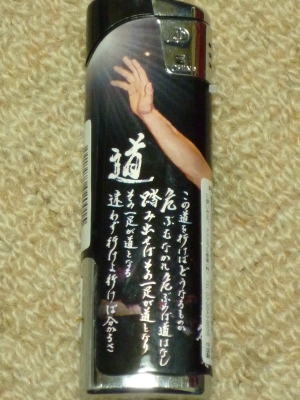 道
この道を行けばどうなるものか
危ぶむなかれ危ぶめば道はなし
踏み出せばその一足が道となり
その一足が道となる
迷わず行けよ行けば分かるさ